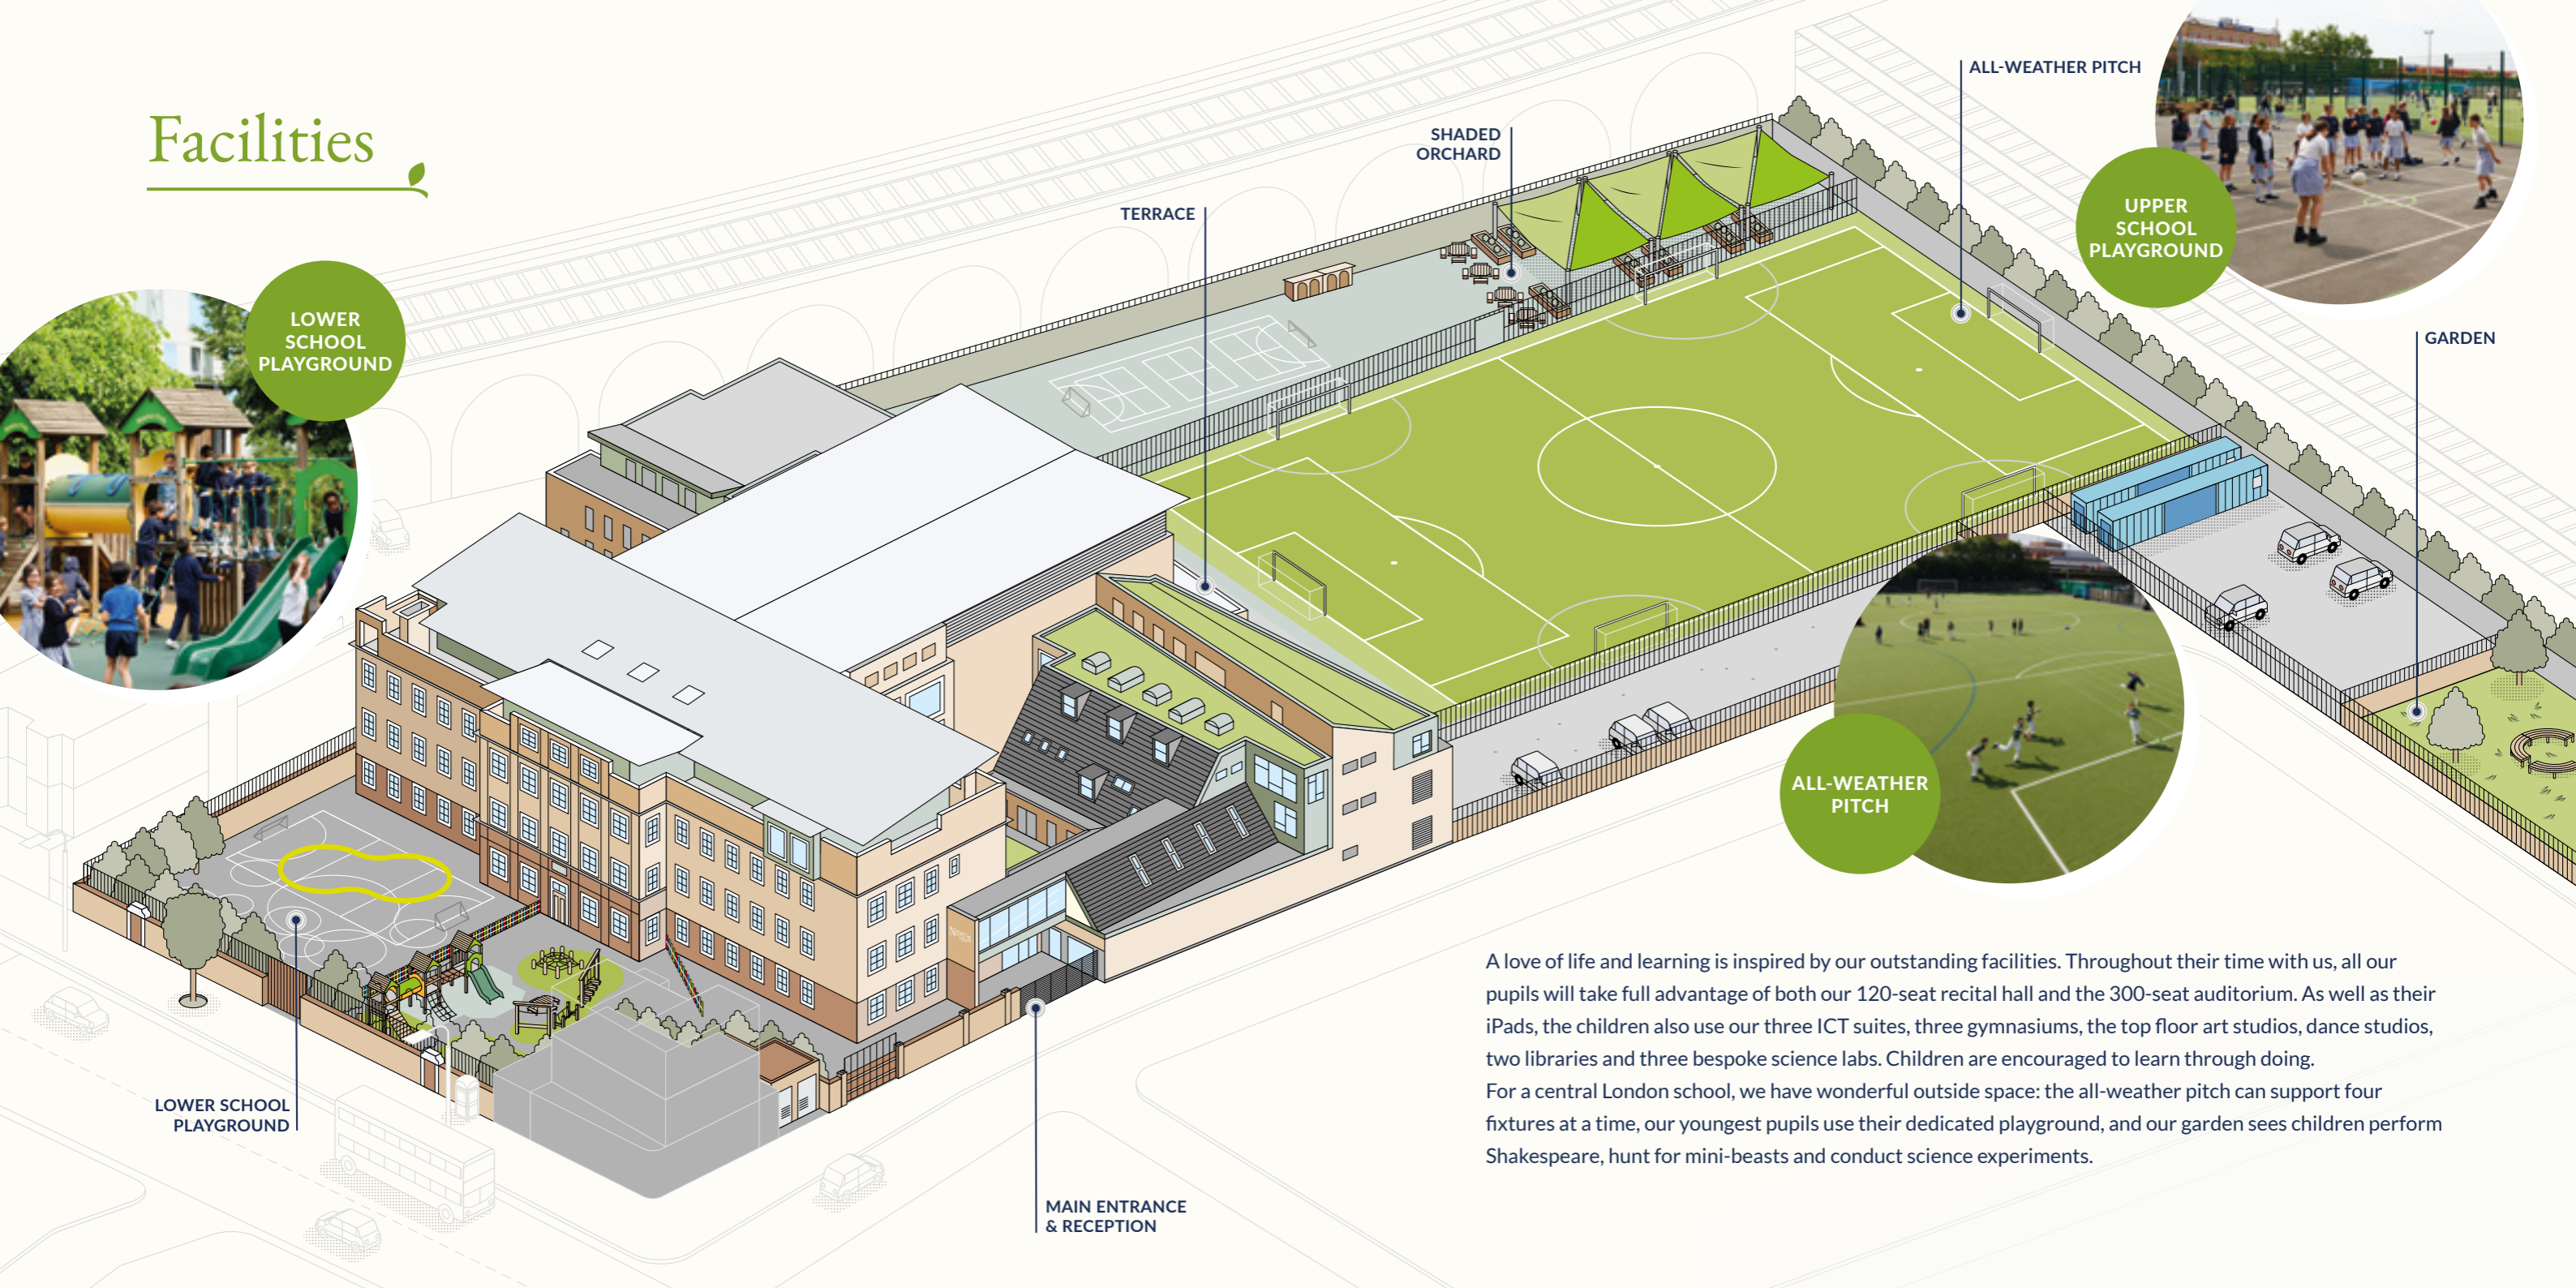 Facilities
ALL-WEATHER PITCH
SHADED
ORCHARD
TERRACE
UPPER
SCHOOL
PLAYGROUND
LOWER
SCHOOL
PLAYGROUND
GARDEN
ALL-WEATHER
PITCH
LOWER SCHOOL
PLAYGROUND
MAIN ENTRANCE
& RECEPTION
A love of life and learning is inspired by our outstanding facilities. Throughout their time with us, all our
pupils will take full advantage of both our 120-seat recital hall and the 300-seat auditorium. As well as their
iPads, the children also use our three ICT suites, three gymnasiums, the top floor art studios, dance studios,
two libraries and three bespoke science labs. Children are encouraged to learn through doing.
For a central London school, we have wonderful outside space: the all-weather pitch can support four
fixtures at a time, our youngest pupils use their dedicated playground, and our garden sees children perform
Shakespeare, hunt for mini-beasts and conduct science experiments.